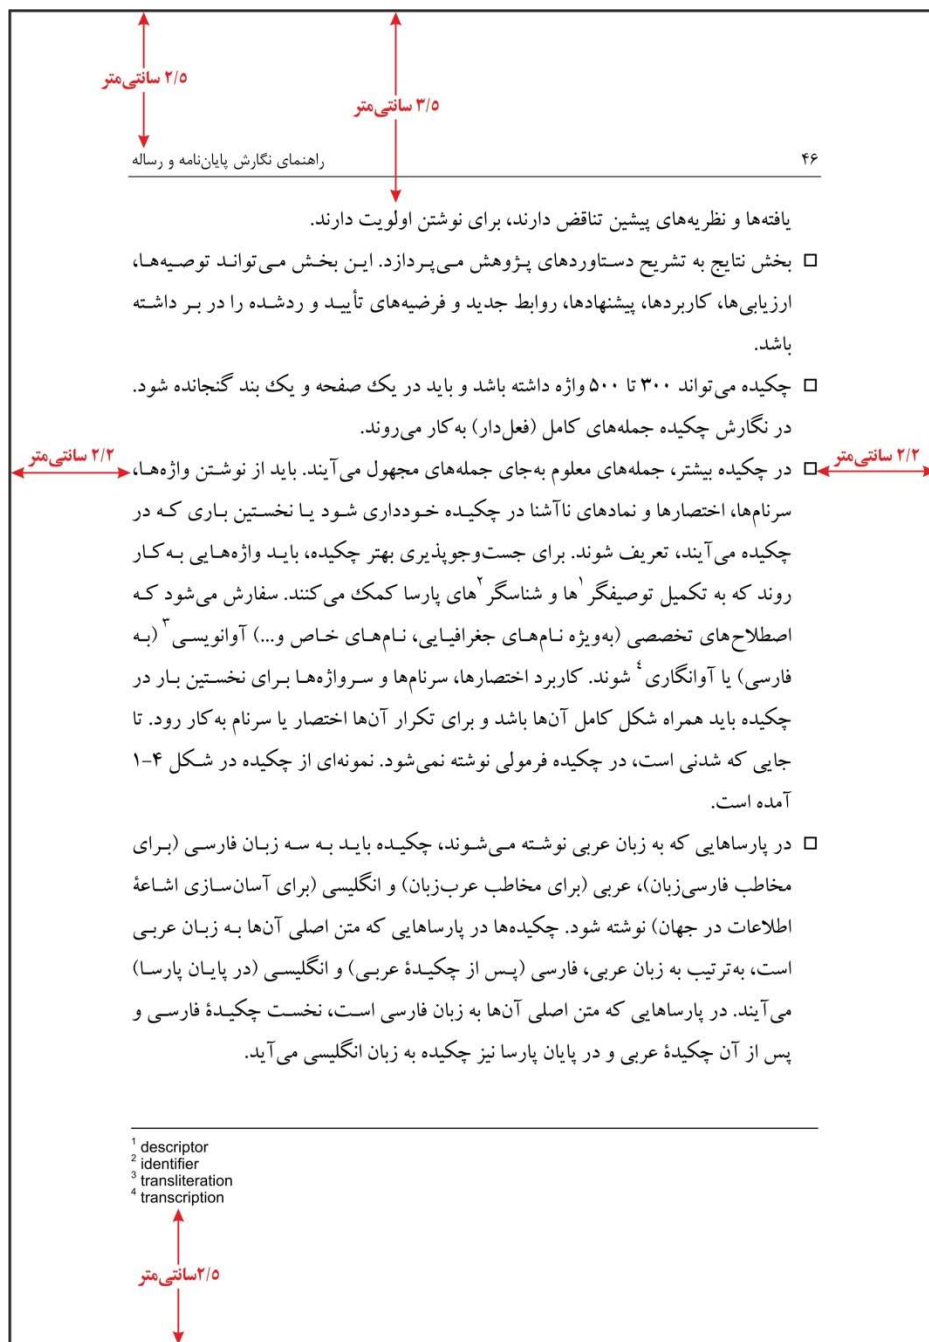 ۲/۵ سانتی‌متر
۳/۵ سانتی‌متر
۴۶ راهنمای نگارش پایان‌نامه و رساله
یافته‌ها و نظریه‌های پیشین تناقض دارند، برای نوشتن اولویت دارند.
□ بخش نتایج به تشریح دستاوردهای پژوهش می‌پردازد. این بخش می‌تواند توصیه‌ها،
ارزیابی‌ها، کاربردها، پیشنهادها، روابط جدید و فرضیه‌های تأیید و ردشده را در بر داشته
باشد.
□ چکیده می‌تواند ۳۰۰ تا ۵۰۰ واژه داشته باشد و باید در یک صفحه و یک بند گنجانده شود.
در نگارش چکیده جمله‌های کامل (فعل‌دار) به‌کار می‌روند.
۲/۲ سانتی‌متر
۲/۲ سانتی‌متر
□ در چکیده بیشتر، جمله‌های معلوم به‌جای جمله‌های مجهول می‌آیند. باید از نوشتن واژه‌ها،
سرنام‌ها، اختصارها و نمادهای ناآشنا در چکیده خودداری شود یا نخستین باری که در
چکیده می‌آیند، تعریف شوند. برای جست‌وجوپذیری بهتر چکیده، باید واژه‌هایی به‌کار
روند که به تکمیل توصیفگر۱ها و شناسگر۲های پارسا کمک می‌کنند. سفارش می‌شود که
اصطلاح‌های تخصصی (به‌ویژه نام‌های جغرافیایی، نام‌های خاص و...) آوانویسی۳ (به
فارسی) یا آوانگاری۴ شوند. کاربرد اختصارها، سرنام‌ها و سرواژه‌ها برای نخستین بار در
چکیده باید همراه شکل کامل آن‌ها باشد و برای تکرار آن‌ها اختصار یا سرنام به‌کار رود. تا
جایی که شدنی است، در چکیده فرمولی نوشته نمی‌شود. نمونه‌ای از چکیده در شکل ۴-۱
آمده است.
□ در پارساهایی که به زبان عربی نوشته می‌شوند، چکیده باید به سه زبان فارسی (برای
مخاطب فارسی‌زبان)، عربی (برای مخاطب عرب‌زبان) و انگلیسی (برای آسان‌سازی اشاعهٔ
اطلاعات در جهان) نوشته شود. چکیده‌ها در پارساهایی که متن اصلی آن‌ها به زبان عربی
است، به‌ترتیب به زبان عربی، فارسی (پس از چکیدهٔ عربی) و انگلیسی (در پایان پارسا)
می‌آیند. در پارساهایی که متن اصلی آن‌ها به زبان فارسی است، نخست چکیدهٔ فارسی و
پس از آن چکیدهٔ عربی و در پایان پارسا نیز چکیده به زبان انگلیسی می‌آید.
1 descriptor
2 identifier
3 transliteration
4 transcription
۲/۵سانتی‌متر